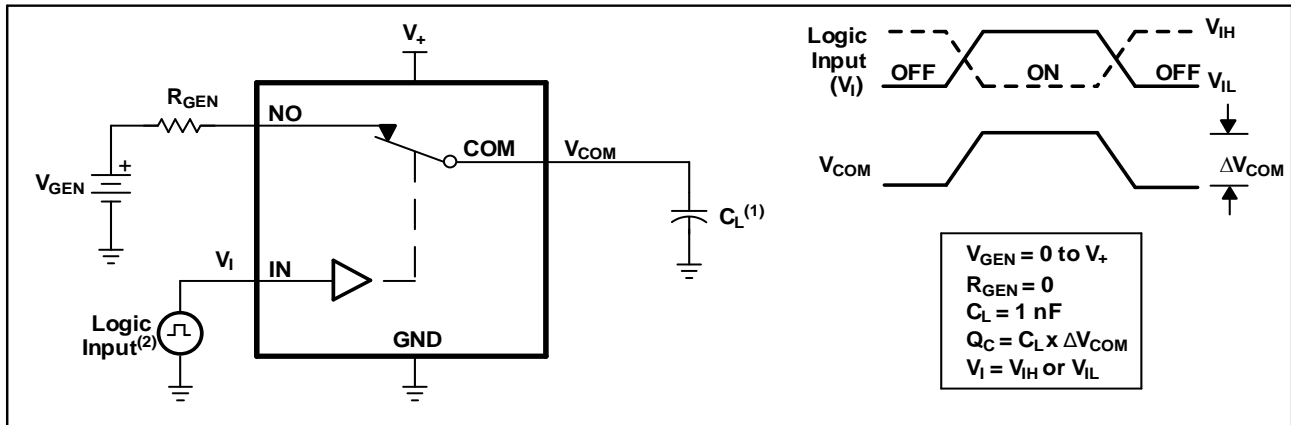 V+
RGEN
NO
COM
VCOM
VGEN
+
CL(1)
VI
IN
Logic
Input(2)
GND
Logic
Input
(VI)
OFF
ON
OFF
VIH
VIL
VCOM
ΔVCOM
VGEN = 0 to V+
RGEN = 0
CL = 1 nF
QC = CL x ΔVCOM
VI = VIH or VIL